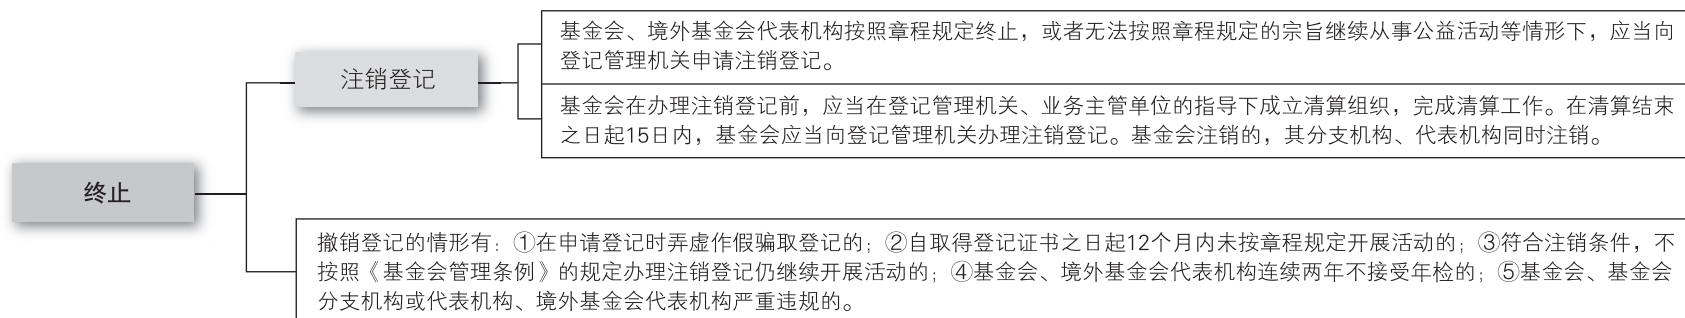 基金会、境外基金会代表机构按照章程规定终止，或者无法按照章程规定的宗旨继续从事公益活动等情形下，应当向
登记管理机关申请注销登记。
注销登记
基金会在办理注销登记前，应当在登记管理机关、业务主管单位的指导下成立清算组织，完成清算工作。在清算结束
之日起15日内，基金会应当向登记管理机关办理注销登记。基金会注销的，其分支机构、代表机构同时注销。
终止
撤销登记的情形有：①在申请登记时弄虚作假骗取登记的；②自取得登记证书之日起12个月内未按章程规定开展活动的；③符合注销条件，不
按照《基金会管理条例》的规定办理注销登记仍继续开展活动的；④基金会、境外基金会代表机构连续两年不接受年检的；⑤基金会、基金会
分支机构或代表机构、境外基金会代表机构严重违规的。